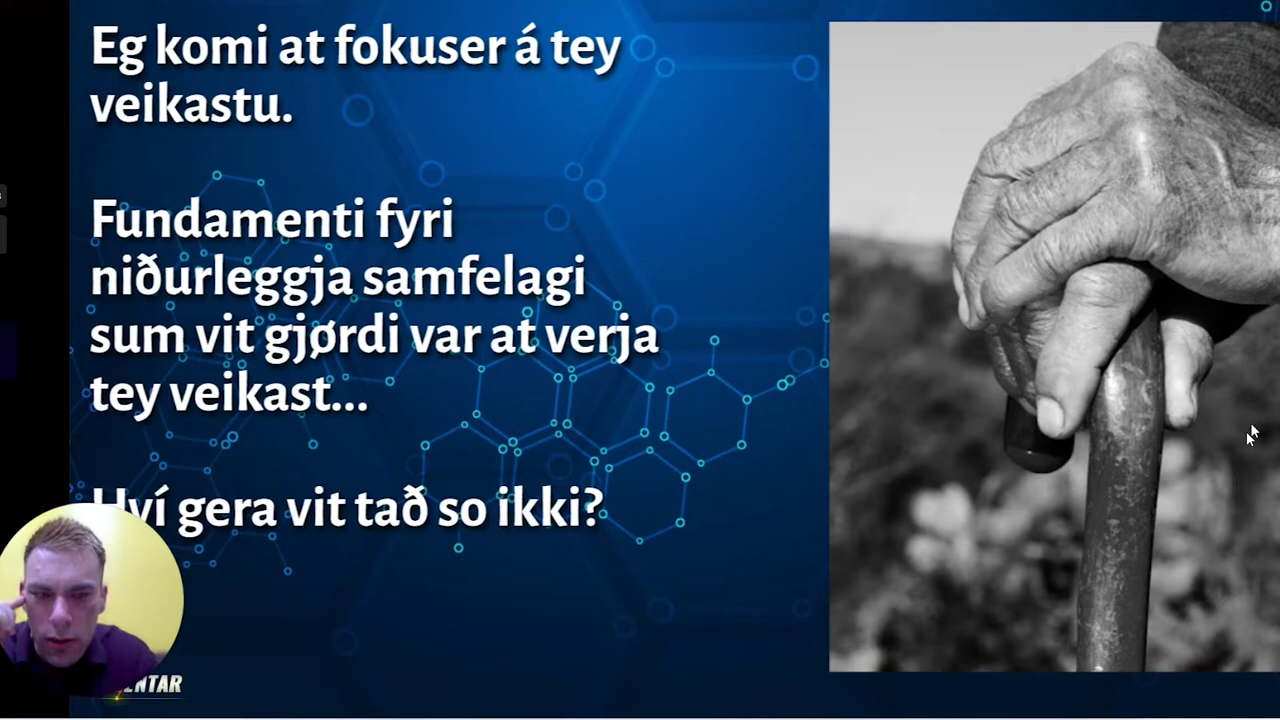 Eg komi at fokuser á tey
veikastu.
Fundamenti fyri
niðurleggja samfelagi
sum vit gjørdi var at verja
tey veikast...
Hví gera vit tað so ikki?